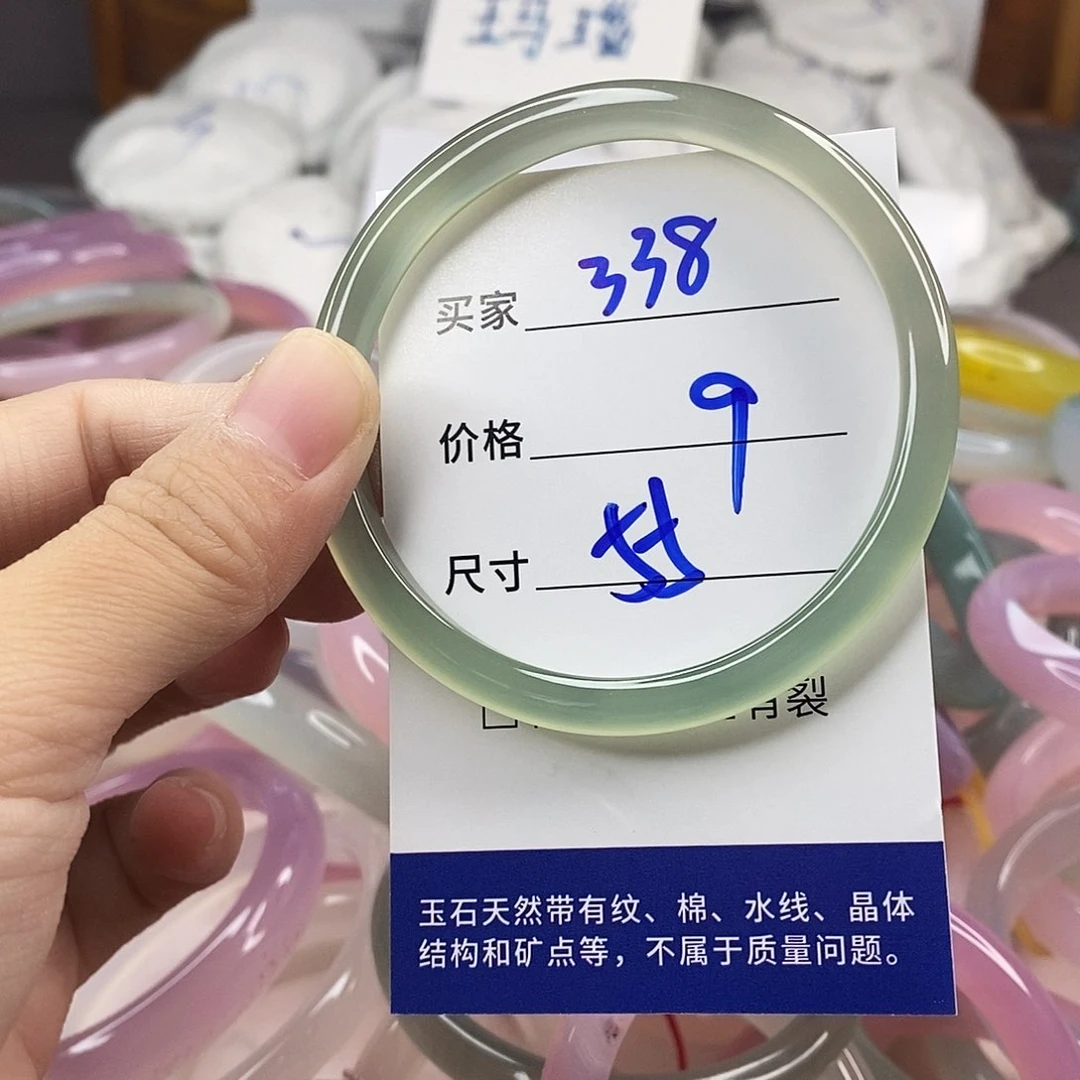 玛瑙
买家 338
价格 9
尺寸 55
有裂
玉石天然带有纹、棉、水线、晶体
结构和矿点等，不属于质量问题。